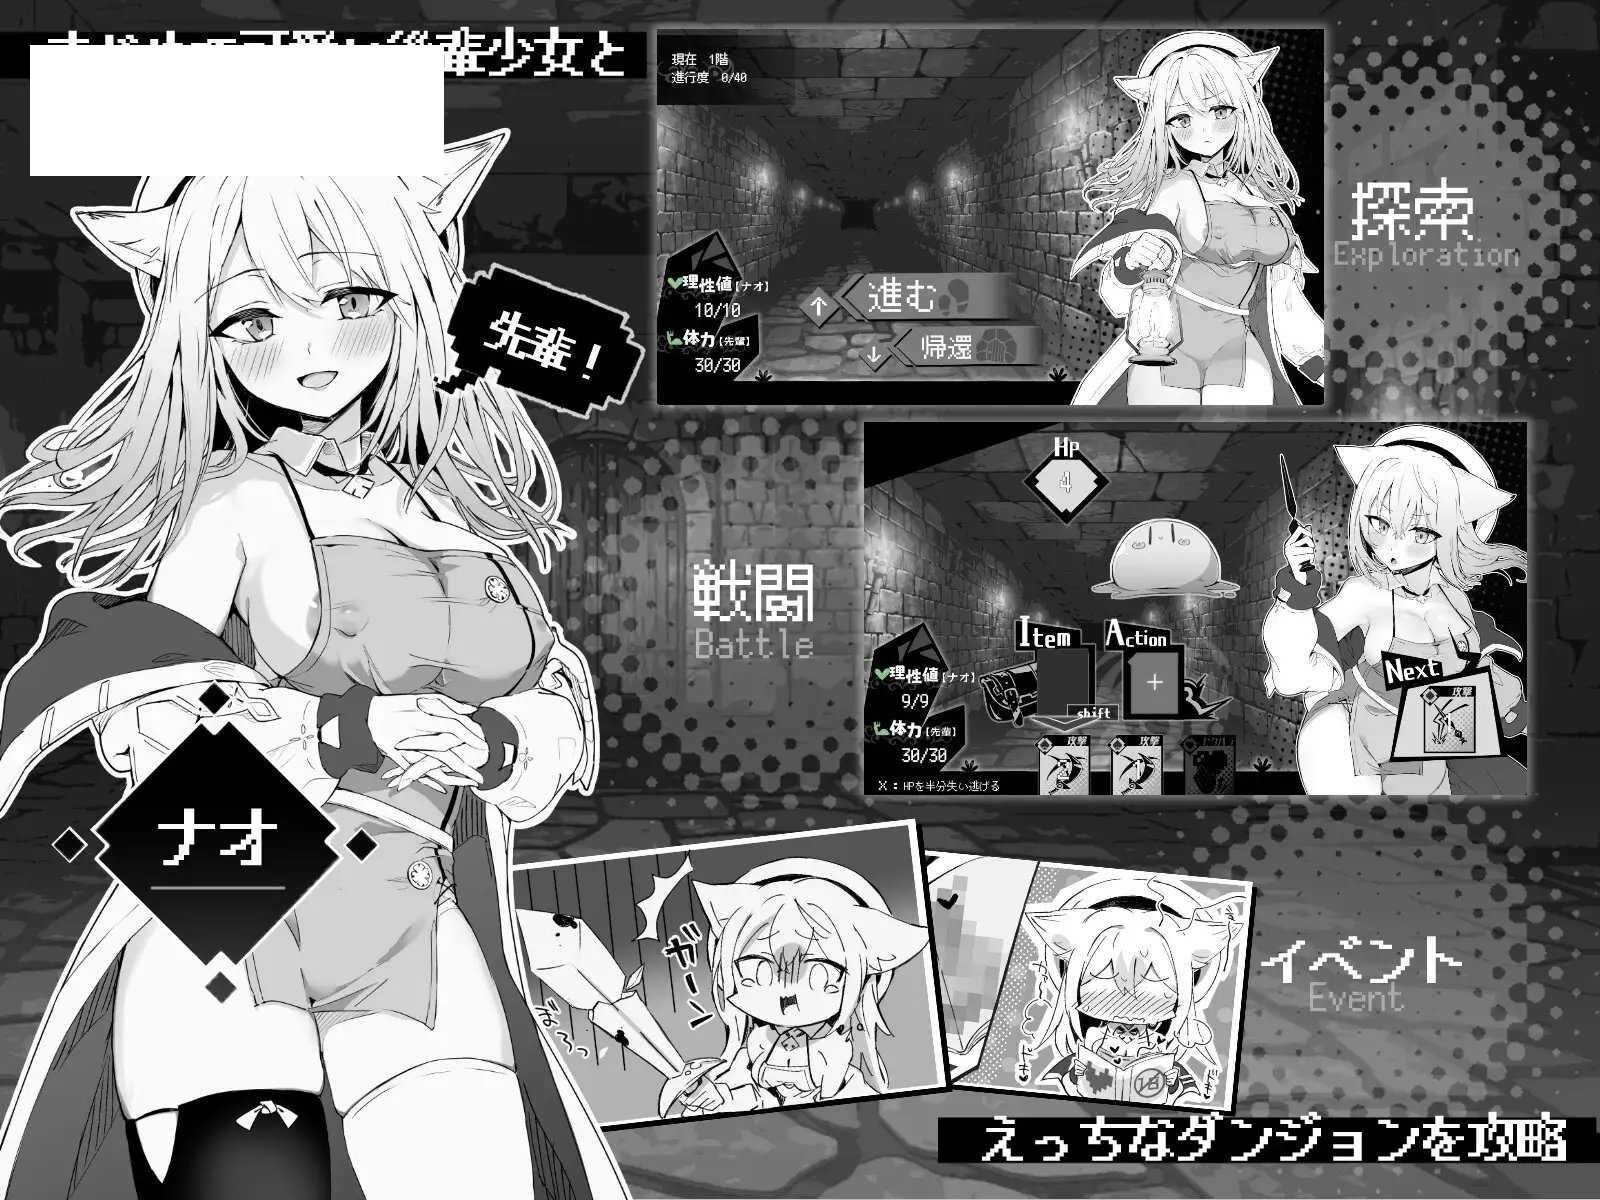 後輩少女と
現在 1階
進行度 0/40
探索
Exploration
理性値【ナオ】
10/10
体力【先輩】
30/30
↑ 進む
↓ 帰還
先輩！
Hp
4
戦闘
Battle
Item
Action
+
shift
Next
攻撃
理性値【ナオ】
9/9
体力【先輩】
30/30
攻撃
攻撃
X：HPを半分失い逃げる
ナオ
ガーン
イベント
Event
えっちなダンジョンを攻略